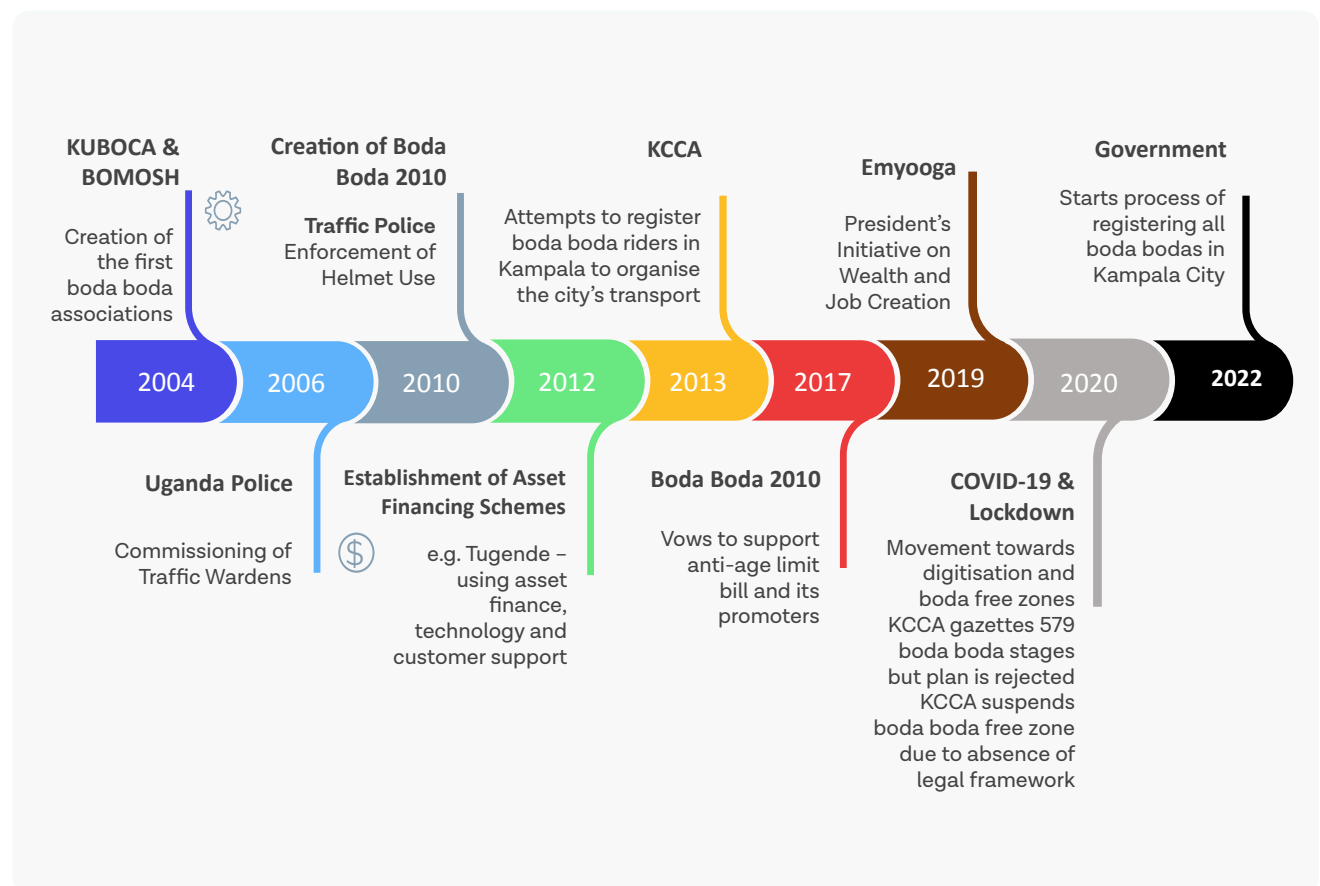 KUBOCA &
BOMOSH
Creation of
the first
boda boda
associations
Creation of Boda
Boda 2010
Traffic Police
Enforcement of
Helmet Use
KCCA
Attempts to register
boda boda riders in
Kampala to organise
the city’s transport
Emyooga
President’s
Initiative on
Wealth and
Job Creation
Government
Starts process of
registering all
boda bodas in
Kampala City
2004
2006
2010
2012
2013
2017
2019
2020
2022
Uganda Police
Commissioning of
Traffic Wardens
$
Establishment of Asset
Financing Schemes
e.g. Tugende –
using asset
finance,
technology and
customer support
Boda Boda 2010
Vows to support
anti-age limit
bill and its
promoters
COVID-19 &
Lockdown
Movement towards
digitisation and
boda free zones
KCCA gazettes 579
boda boda stages
but plan is rejected
KCCA suspends
boda boda free zone
due to absence of
legal framework